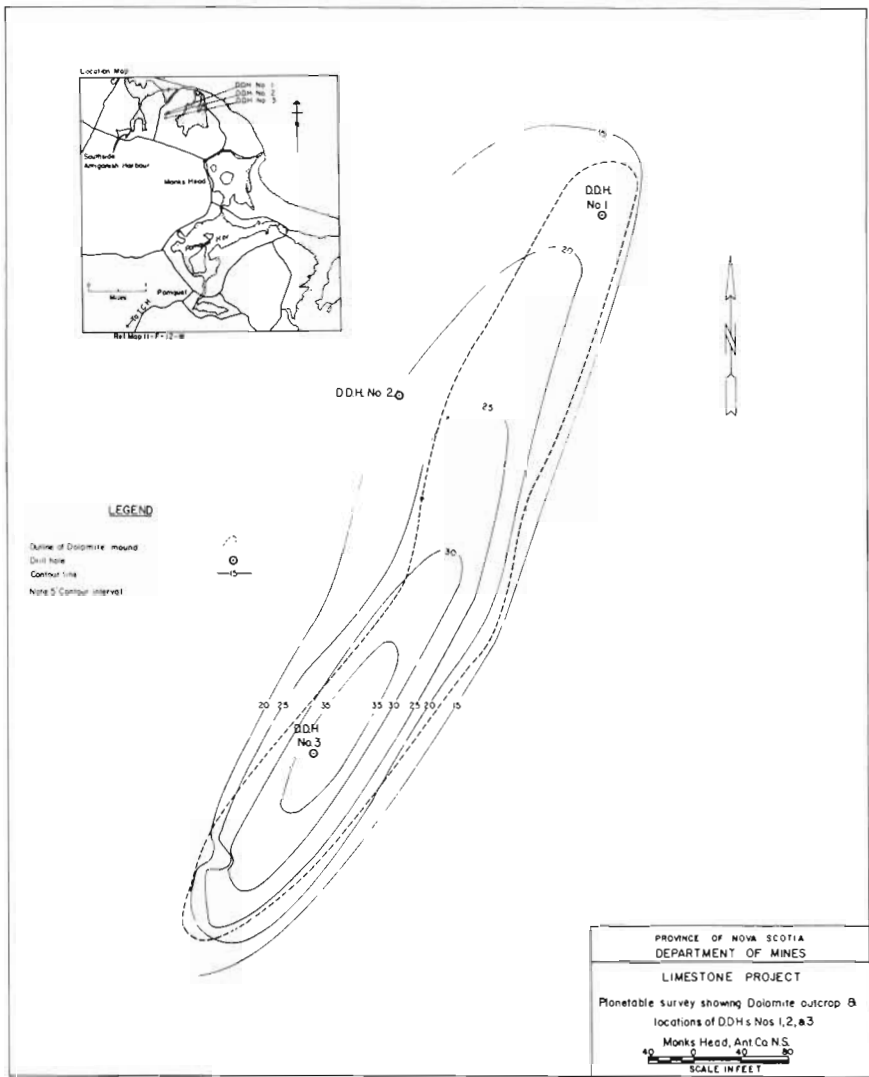 Location Map
D.D.H. No. 1
D.D.H. No. 2
D.D.H. No. 3
Southside
Antigonish Harbour
Monks Head
Pomquet
Hbr
Pomquet
Miles
To T.C.H.
Ref. Map 11-F-12-W
15
D.D.H.
No. 1
20
N
D.D.H. No 2
25
LEGEND
Outline of Dolomite mound
Drill hole
Contour line
15
Note 5' Contour interval
30
20 25 35 35 30 25 20 15
D.D.H
No. 3
PROVINCE OF NOVA SCOTIA
DEPARTMENT OF MINES
LIMESTONE PROJECT
Planetable survey showing Dolomite outcrop &
locations of D.D.H s Nos 1, 2, & 3
Monks Head, Ant. Co. N.S.
40 0 40 80
SCALE IN FEET